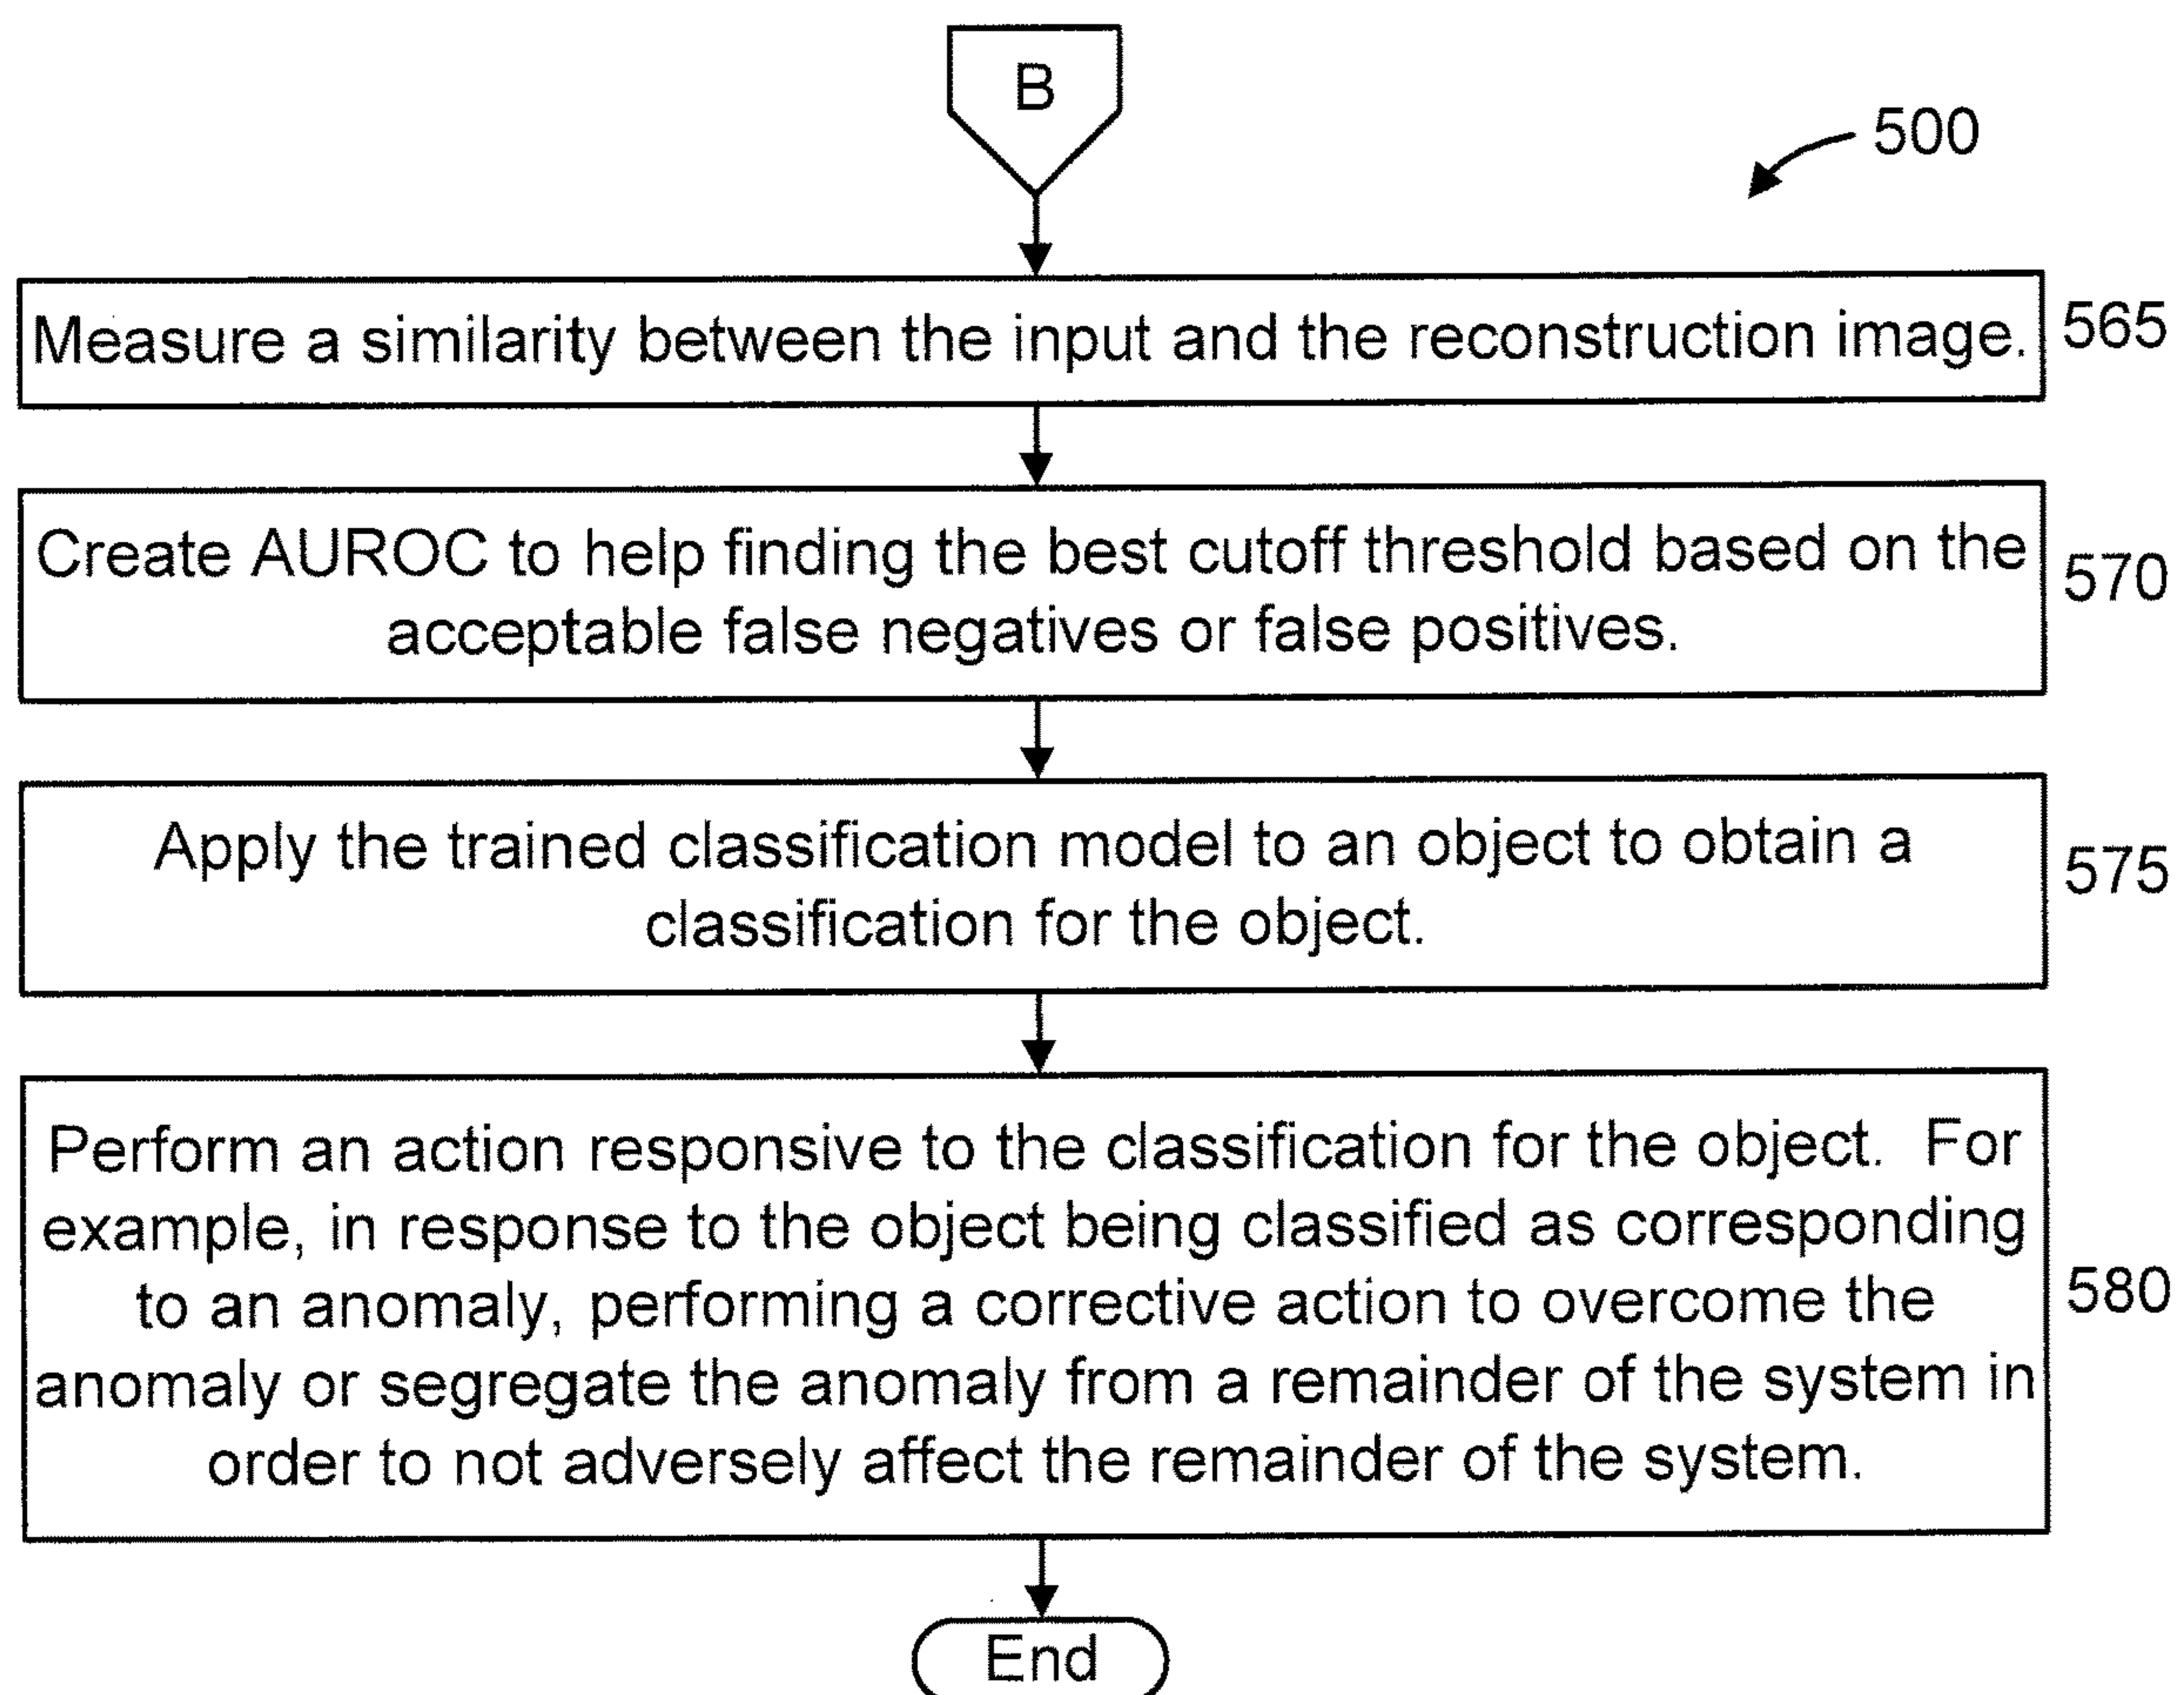 B
500
Measure a similarity between the input and the reconstruction image.
565
Create AUROC to help finding the best cutoff threshold based on the
acceptable false negatives or false positives.
570
Apply the trained classification model to an object to obtain a
classification for the object.
575
Perform an action responsive to the classification for the object. For
example, in response to the object being classified as corresponding
to an anomaly, performing a corrective action to overcome the
anomaly or segregate the anomaly from a remainder of the system in
order to not adversely affect the remainder of the system.
580
End